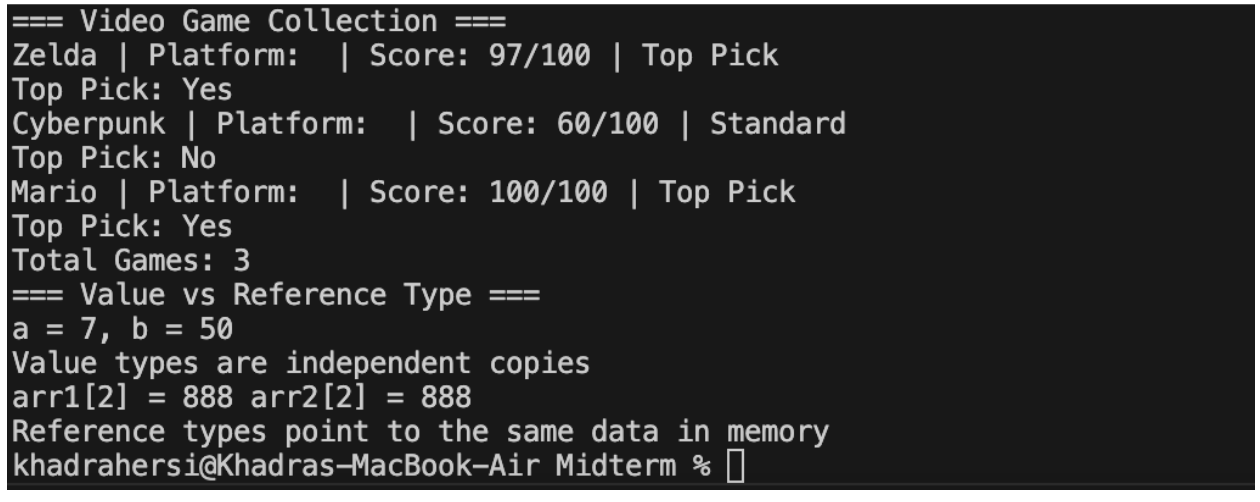 === Video Game Collection ===
Zelda | Platform:  | Score: 97/100 | Top Pick
Top Pick: Yes
Cyberpunk | Platform:  | Score: 60/100 | Standard
Top Pick: No
Mario | Platform:  | Score: 100/100 | Top Pick
Top Pick: Yes
Total Games: 3
=== Value vs Reference Type ===
a = 7, b = 50
Value types are independent copies
arr1[2] = 888 arr2[2] = 888
Reference types point to the same data in memory
khadrahersi@Khadras-MacBook-Air Midterm %